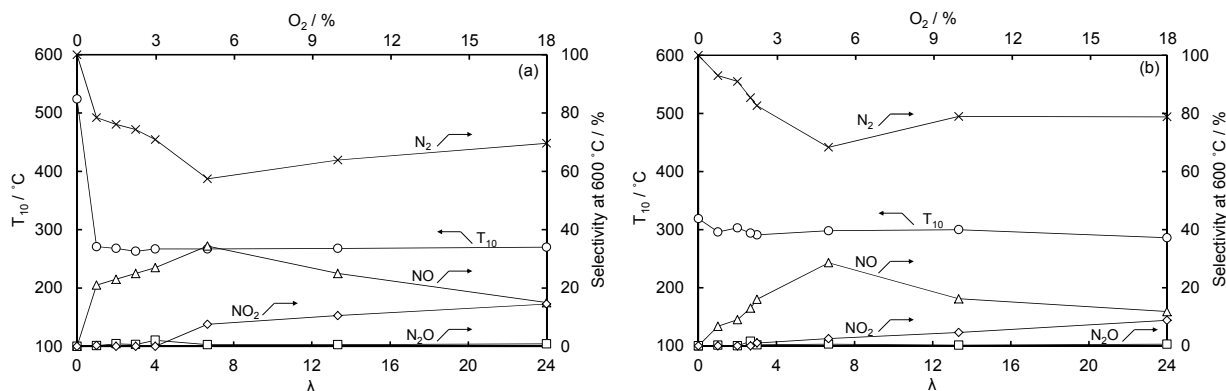 O2 / %
0 3 6 9 12 15 18
600
500
400
300
200
100
T10 / °C
(a)
N2
T10
NO
NO2
N2O
100
80
60
40
20
0
Selectivity at 600 °C / %
0 4 8 12 16 20 24
λ
O2 / %
0 3 6 9 12 15 18
600
500
400
300
200
100
T10 / °C
(b)
N2
T10
NO
NO2
N2O
100
80
60
40
20
0
Selectivity at 600 °C / %
0 4 8 12 16 20 24
λ